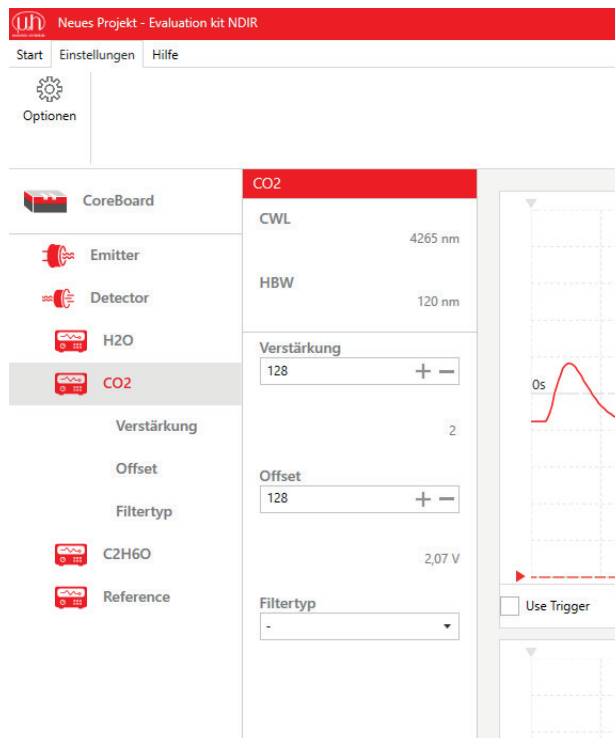 Neues Projekt - Evaluation kit NDIR
Start Einstellungen Hilfe
Optionen
CoreBoard
Emitter
Detector
H2O
CO2
Verstärkung
Offset
Filtertyp
C2H6O
Reference
CO2
CWL
4265 nm
HBW
120 nm
Verstärkung
128
2
Offset
128
2,07 V
Filtertyp
-
0s
Use Trigger